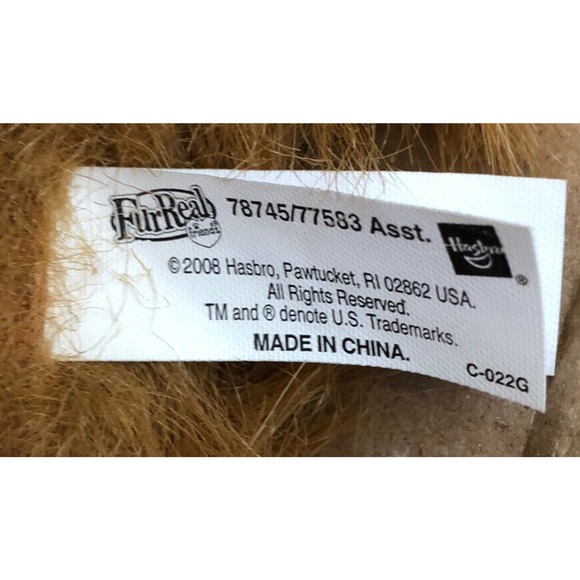 FurReal friends 78745/77583 Asst. Hasbro ®
©2008 Hasbro, Pawtucket, RI 02862 USA.
All Rights Reserved.
TM and ® denote U.S. Trademarks.
MADE IN CHINA.
C-022G